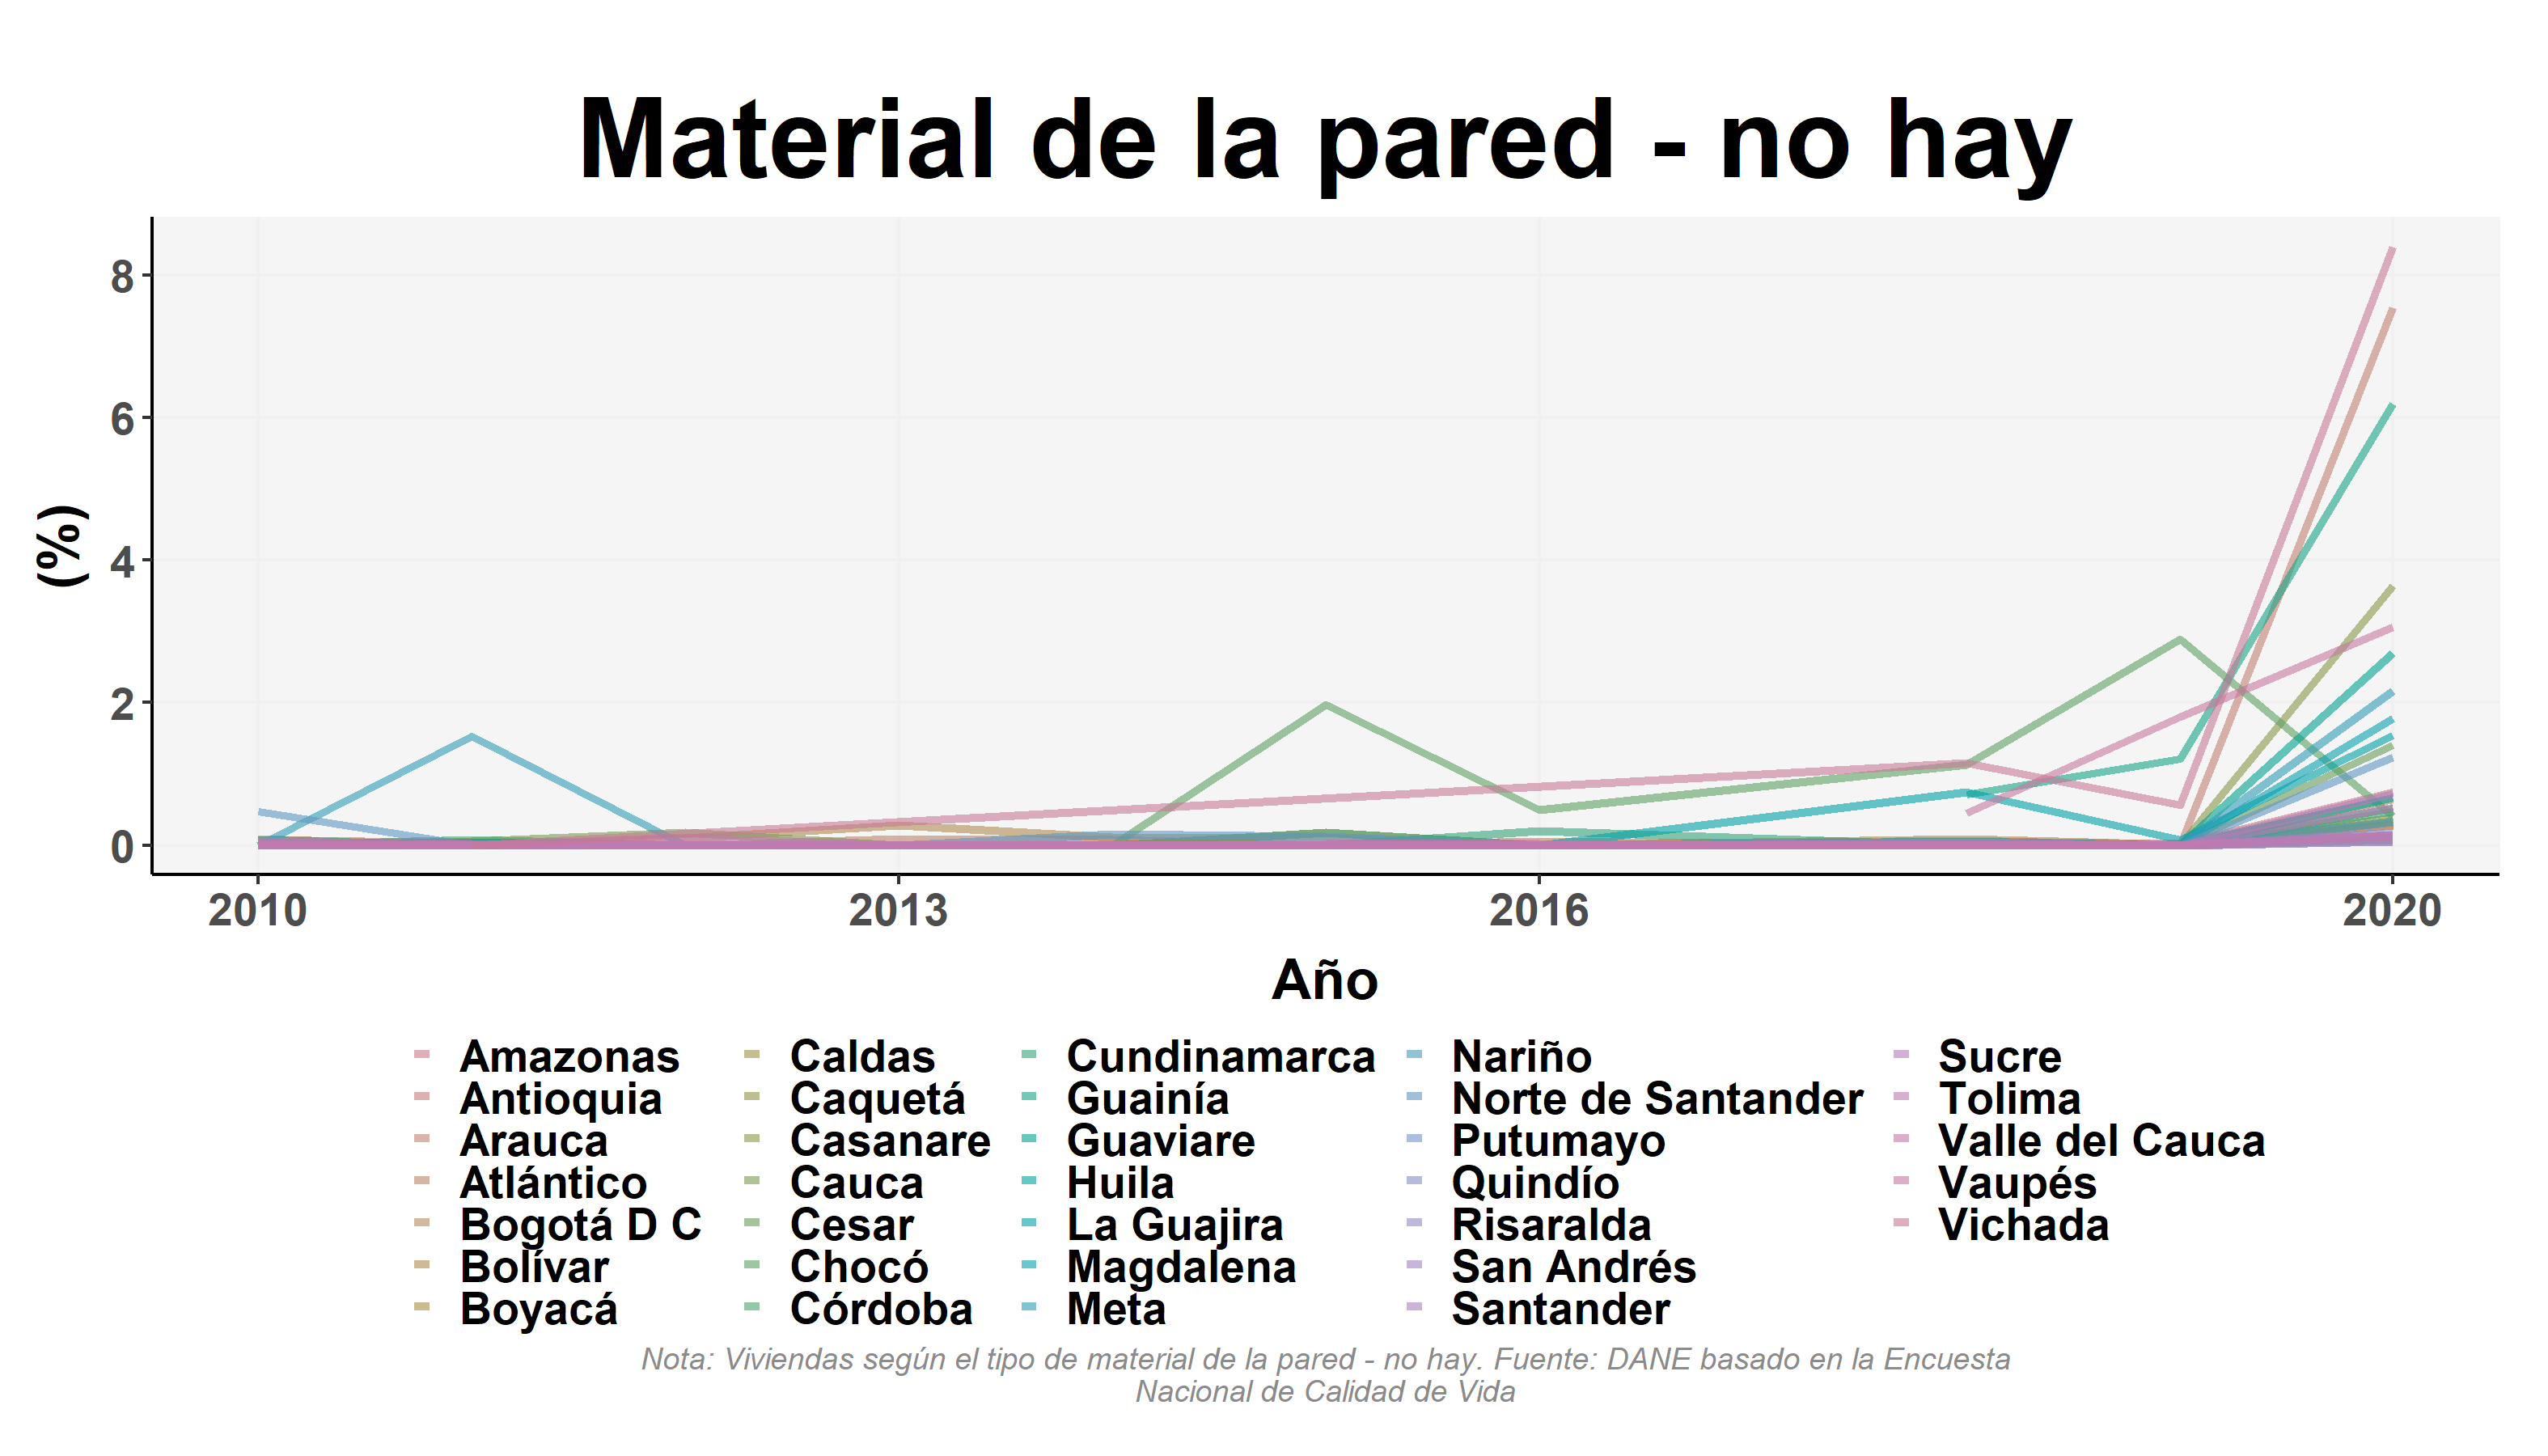 Material de la pared - no hay
(%)
8
6
4
2
0
2010 2013 2016 2020
Año
Amazonas Caldas Cundinamarca Nariño Sucre
Antioquia Caquetá Guainía Norte de Santander Tolima
Arauca Casanare Guaviare Putumayo Valle del Cauca
Atlántico Cauca Huila Quindío Vaupés
Bogotá D C Cesar La Guajira Risaralda Vichada
Bolívar Chocó Magdalena San Andrés
Boyacá Córdoba Meta Santander
Nota: Viviendas según el tipo de material de la pared - no hay. Fuente: DANE basado en la Encuesta
Nacional de Calidad de Vida